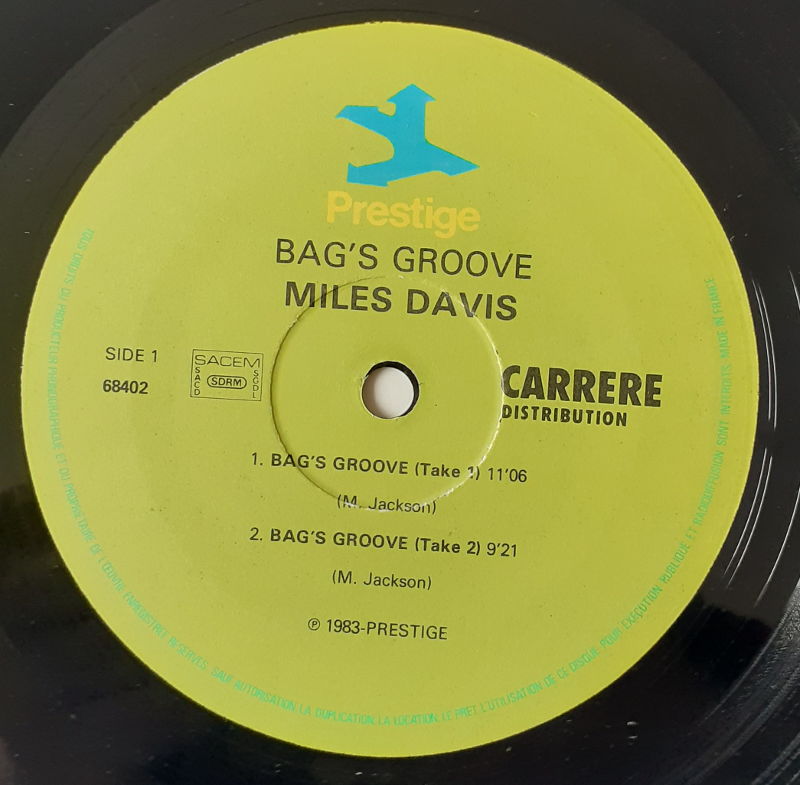 Prestige
BAG'S GROOVE
MILES DAVIS
SIDE 1
68402
SACEM
SACD
SDRM
SGDL
CARRERE
DISTRIBUTION
1. BAG'S GROOVE (Take 1) 11'06
(M. Jackson)
2. BAG'S GROOVE (Take 2) 9'21
(M. Jackson)
℗ 1983-PRESTIGE
TOUS DROITS DU PRODUCTEUR PHONOGRAPHIQUE ET DU PROPRIETAIRE DE L'ŒUVRE ENREGISTREE RESERVES. SAUF AUTORISATION, LA DUPLICATION, LA LOCATION, LE PRET, L'UTILISATION DE CE DISQUE POUR EXECUTION PUBLIQUE ET RADIODIFFUSION SONT INTERDITS. MADE IN FRANCE